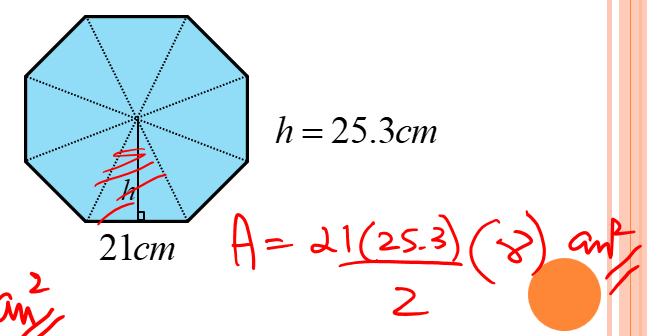 h = 25.3cm
h
21cm
A = 21(25.3)/2 (8) cm²
cm²